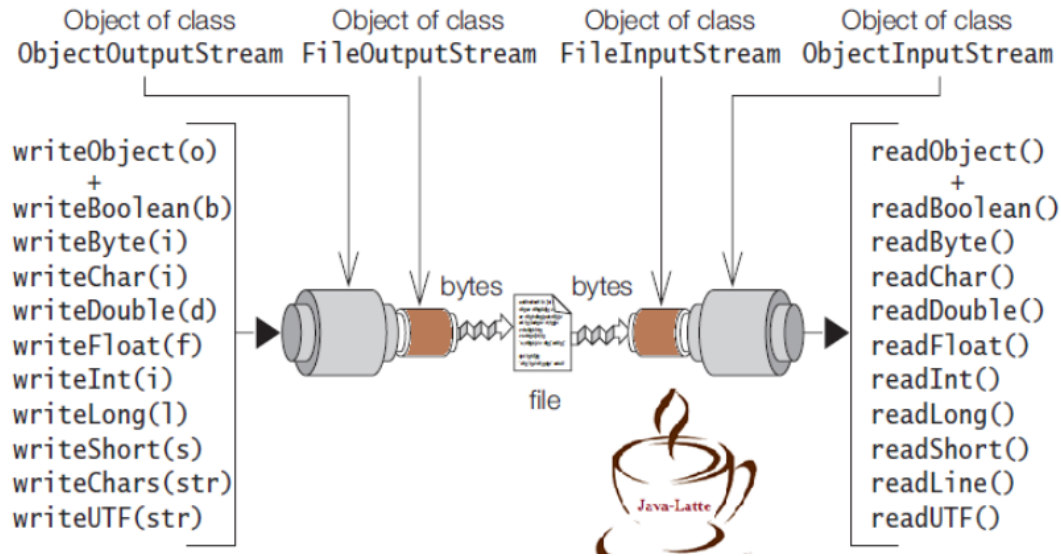 Object of class
ObjectOutputStream
Object of class
FileOutputStream
Object of class
FileInputStream
Object of class
ObjectInputStream
writeObject(o)
+
writeBoolean(b)
writeByte(i)
writeChar(i)
writeDouble(d)
writeFloat(f)
writeInt(i)
writeLong(l)
writeShort(s)
writeChars(str)
writeUTF(str)
bytes
file
bytes
Java-Latte
readObject()
+
readBoolean()
readByte()
readChar()
readDouble()
readFloat()
readInt()
readLong()
readShort()
readLine()
readUTF()